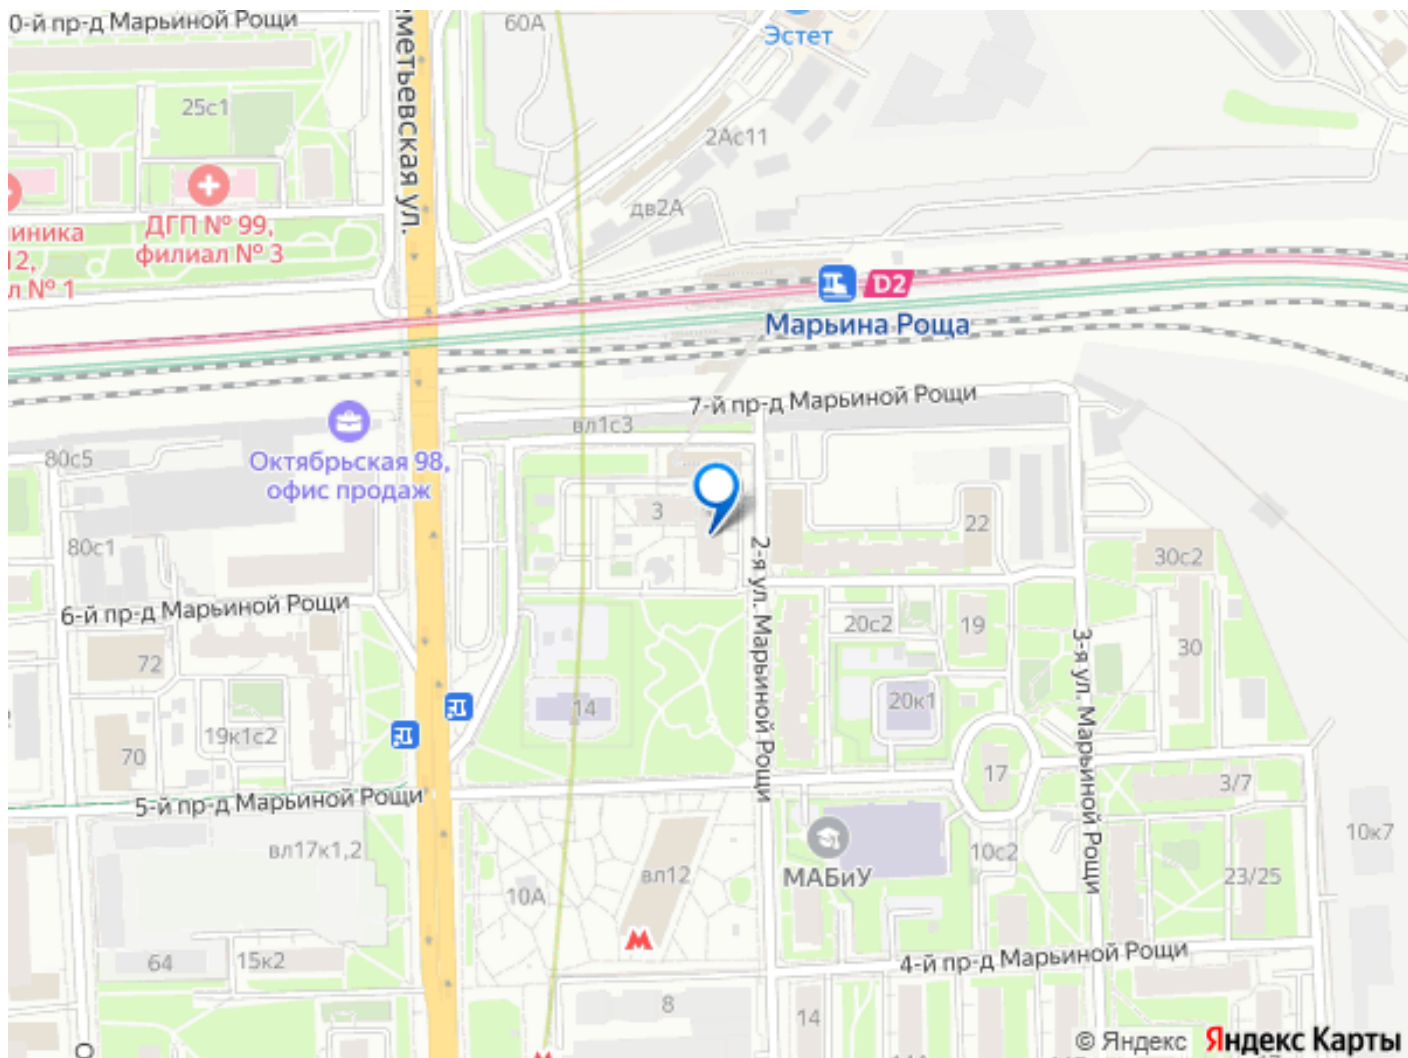 0-й пр-д Марьиной Рощи
60А
Эстет
еметьевская ул.
25с1
2Ас11
ДГП № 99,
филиал № 3
иника
12,
л № 1
дв2А
D2
Марьина Роща
7-й пр-д Марьиной Рощи
вл1с3
Октябрьская 98,
офис продаж
80с5
3
22
80с1
2-я ул. Марьиной Рощи
30с2
6-й пр-д Марьиной Рощи
20с2
19
3-я ул. Марьиной Рощи
30
72
14
20к1
19к1с2
70
17
3/7
5-й пр-д Марьиной Рощи
вл17к1,2
10к7
МАБиУ
10с2
вл12
10А
23/25
64
15к2
4-й пр-д Марьиной Рощи
8
14
© Яндекс
Яндекс Карты